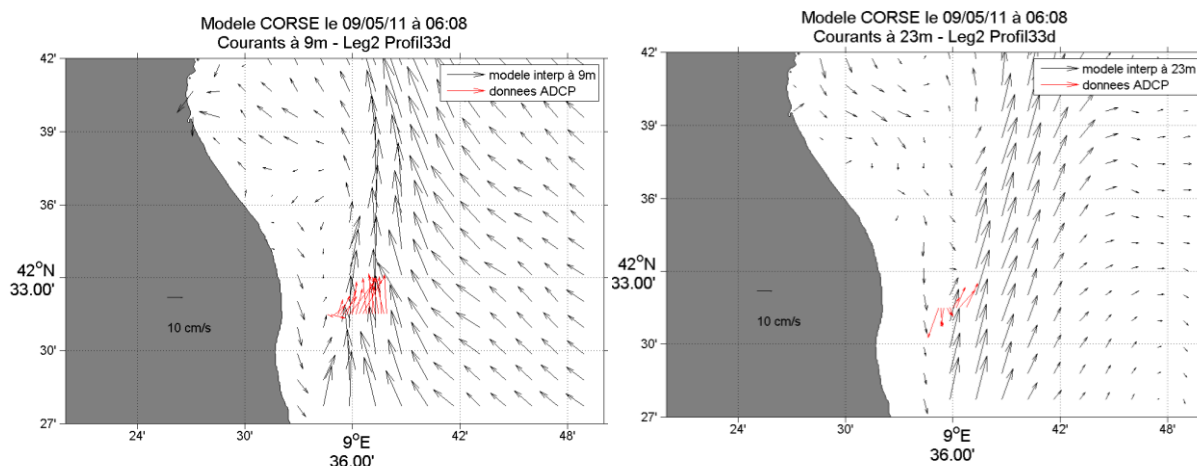 Modele CORSE le 09/05/11 à 06:08
Courants à 9m - Leg2 Profil33d
modele interp à 9m
donnees ADCP
42'
39'
36'
42°N
33.00'
30'
27'
10 cm/s
24'
30'
9°E
36.00'
42'
48'
Modele CORSE le 09/05/11 à 06:08
Courants à 23m - Leg2 Profil33d
modele interp à 23m
donnees ADCP
42'
39'
36'
42°N
33.00'
30'
27'
10 cm/s
24'
30'
9°E
36.00'
42'
48'